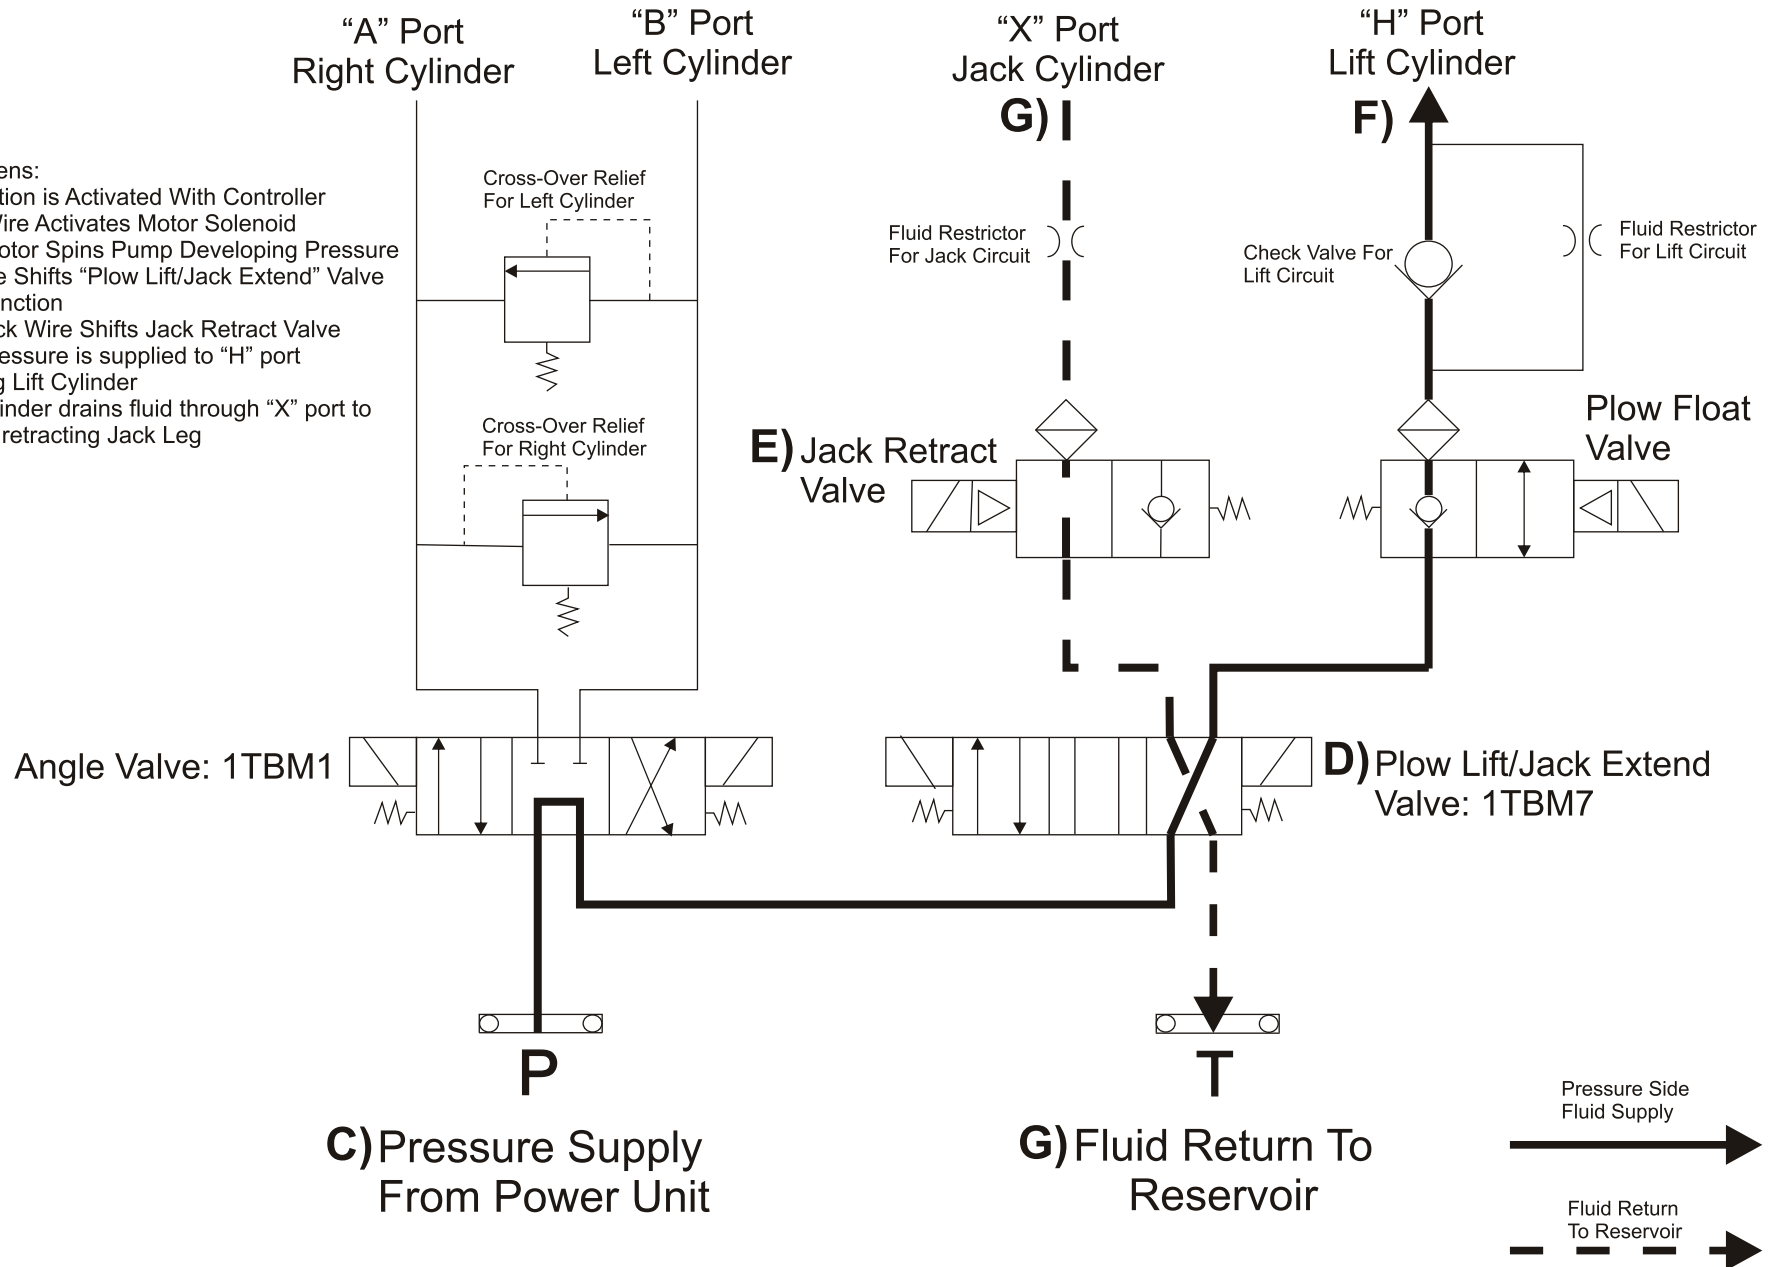 “A” Port
Right Cylinder
“B” Port
Left Cylinder
“X” Port
Jack Cylinder
“H” Port
Lift Cylinder
G)
F)
ens:
tion is Activated With Controller
Wire Activates Motor Solenoid
otor Spins Pump Developing Pressure
e Shifts “Plow Lift/Jack Extend” Valve
nction
ck Wire Shifts Jack Retract Valve
essure is supplied to “H” port
g Lift Cylinder
inder drains fluid through “X” port to
retracting Jack Leg
Cross-Over Relief
For Left Cylinder
Cross-Over Relief
For Right Cylinder
Fluid Restrictor
For Jack Circuit
Check Valve For
Lift Circuit
Fluid Restrictor
For Lift Circuit
E) Jack Retract
Valve
Plow Float
Valve
Angle Valve: 1TBM1
D) Plow Lift/Jack Extend
Valve: 1TBM7
P
T
C) Pressure Supply
From Power Unit
G) Fluid Return To
Reservoir
Pressure Side
Fluid Supply
Fluid Return
To Reservoir